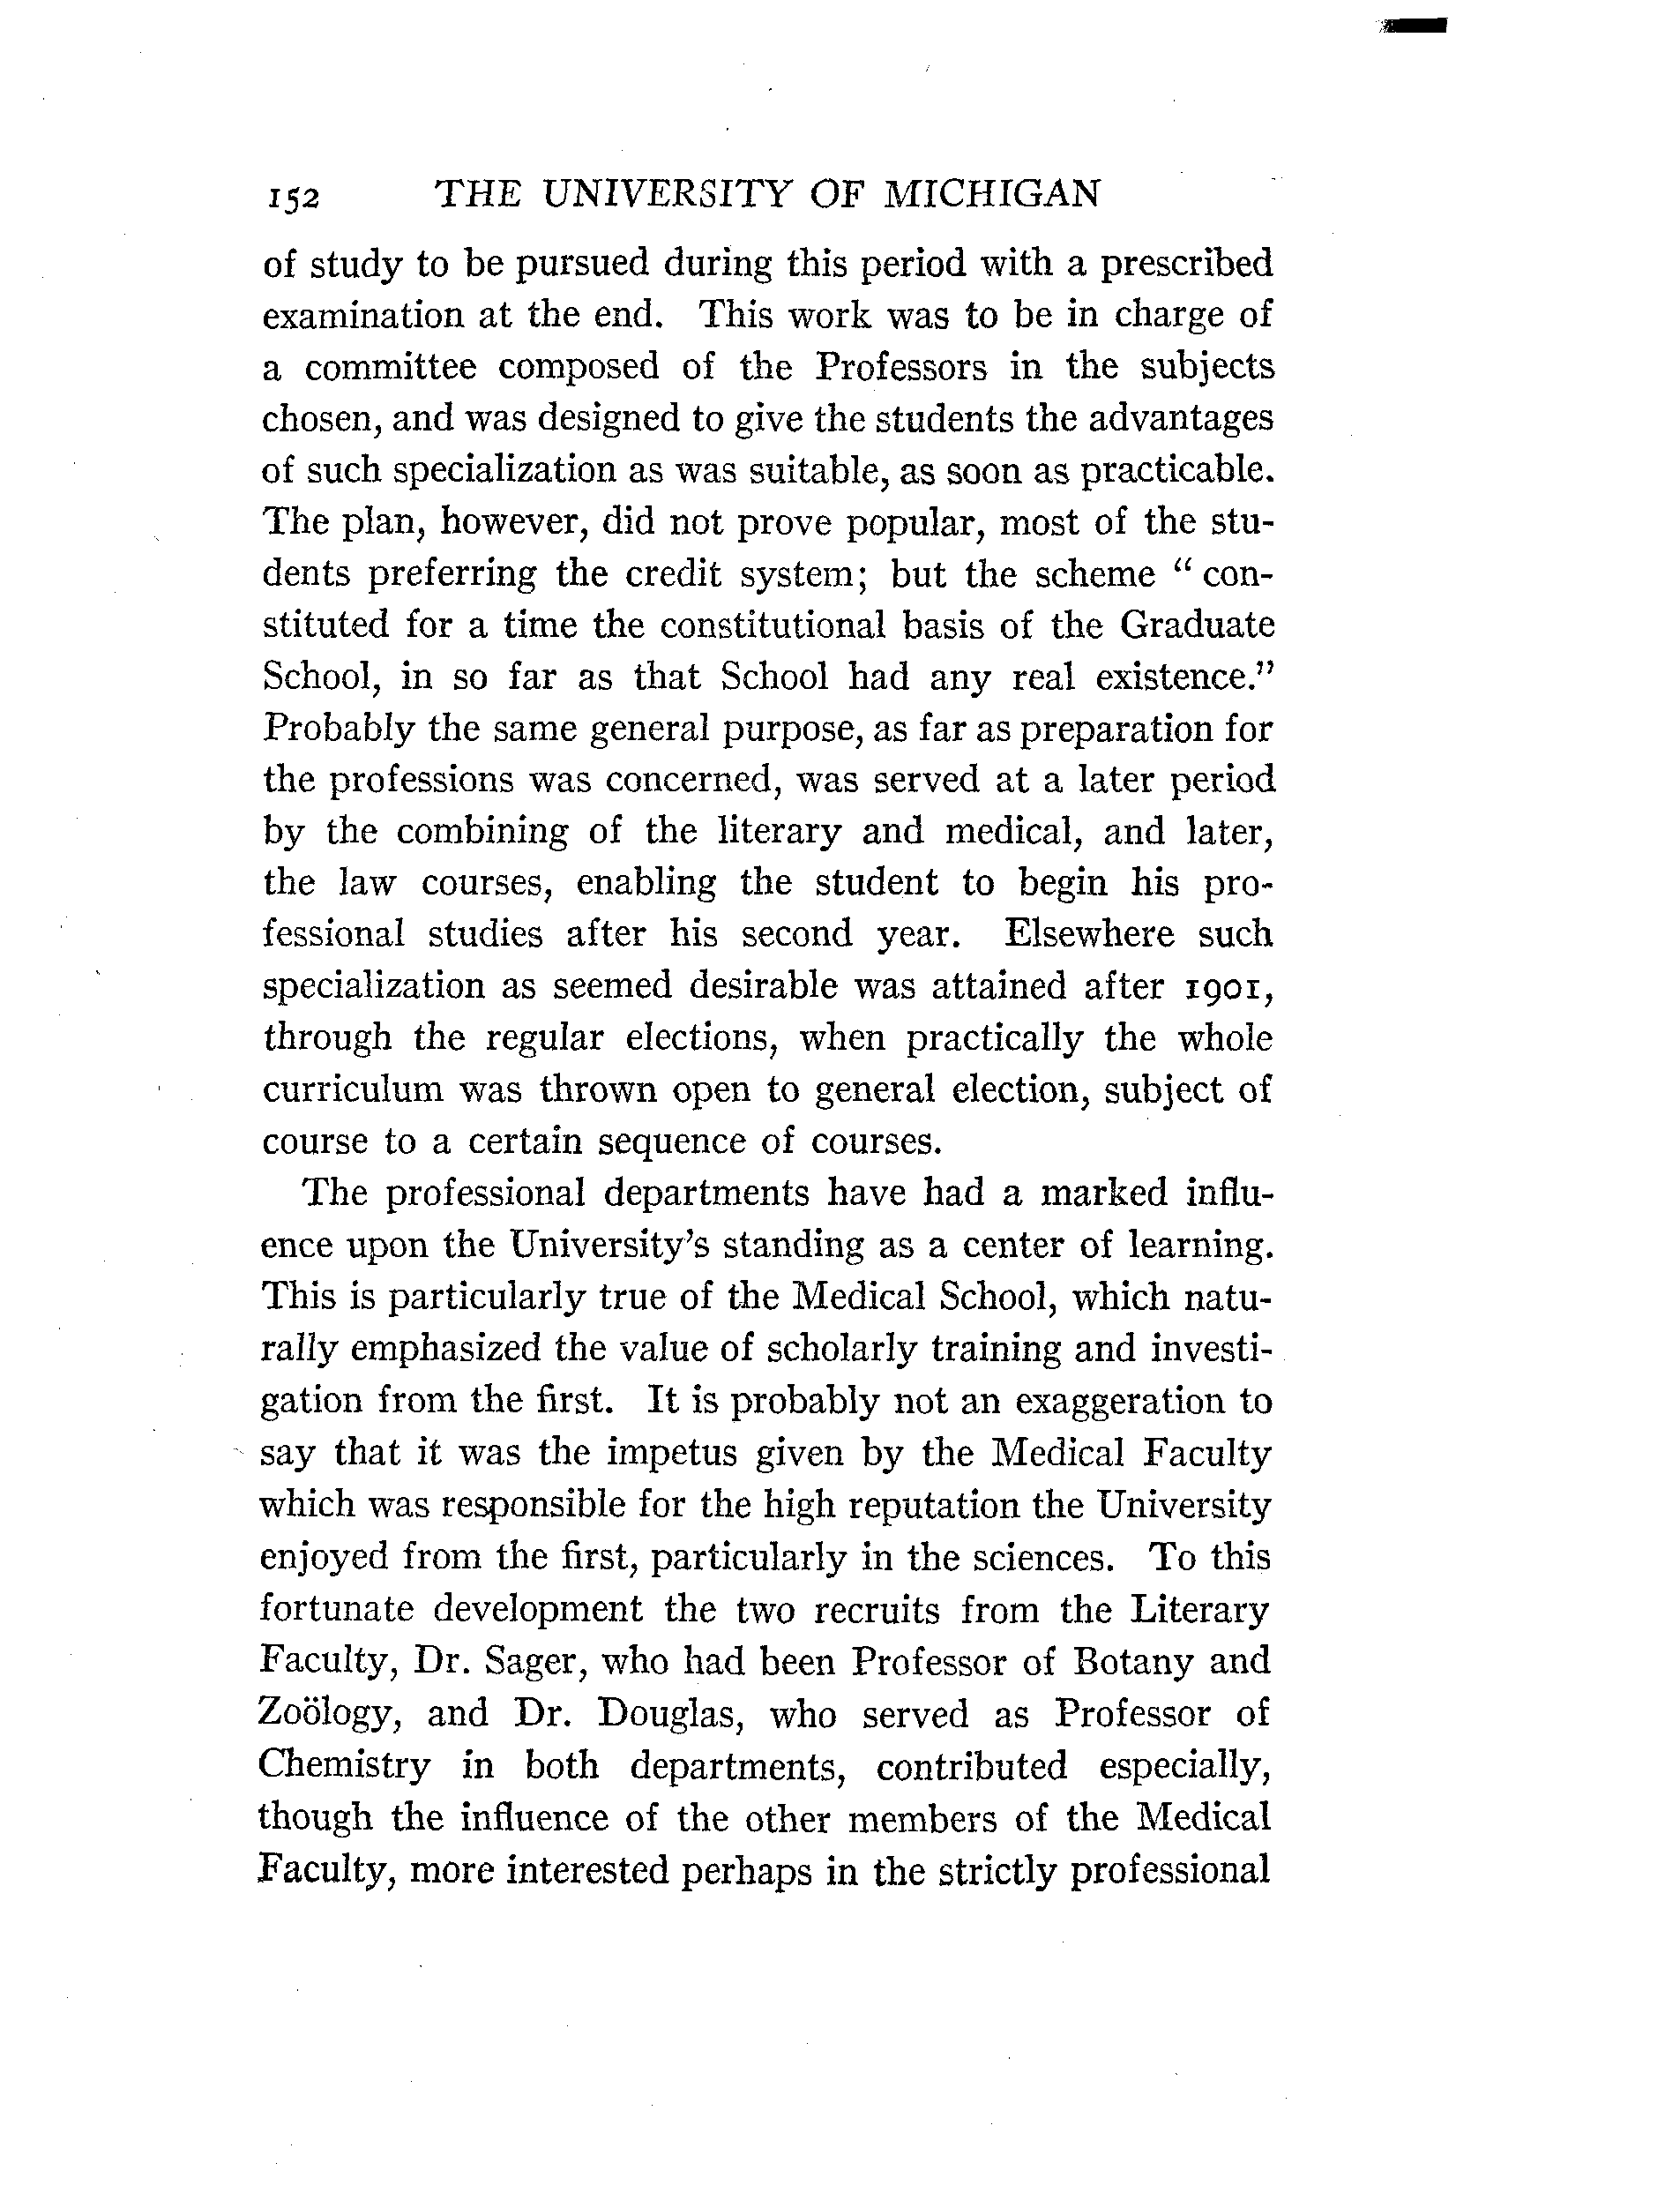 152 THE UNIVERSITY OF MICHIGAN
of study to be pursued during this period with a prescribed
examination at the end. This work was to be in charge of
a committee composed of the Professors in the subjects
chosen, and was designed to give the students the advantages
of such specialization as was suitable, as soon as practicable.
The plan, however, did not prove popular, most of the stu-
dents preferring the credit system; but the scheme " con-
stituted for a time the constitutional basis of the Graduate
School, in so far as that School had any real existence."
Probably the same general purpose, as far as preparation for
the professions was concerned, was served at a later period
by the combining of the literary and medical, and later,
the law courses, enabling the student to begin his pro-
fessional studies after his second year. Elsewhere such
specialization as seemed desirable was attained after 1901,
through the regular elections, when practically the whole
curriculum was thrown open to general election, subject of
course to a certain sequence of courses.
The professional departments have had a marked influ-
ence upon the University's standing as a center of learning.
This is particularly true of the Medical School, which natu-
rally emphasized the value of scholarly training and investi-
gation from the first. It is probably not an exaggeration to
say that it was the impetus given by the Medical Faculty
which was responsible for the high reputation the University
enjoyed from the first, particularly in the sciences. To this
fortunate development the two recruits from the Literary
Faculty, Dr. Sager, who had been Professor of Botany and
Zoölogy, and Dr. Douglas, who served as Professor of
Chemistry in both departments, contributed especially,
though the influence of the other members of the Medical
Faculty, more interested perhaps in the strictly professional